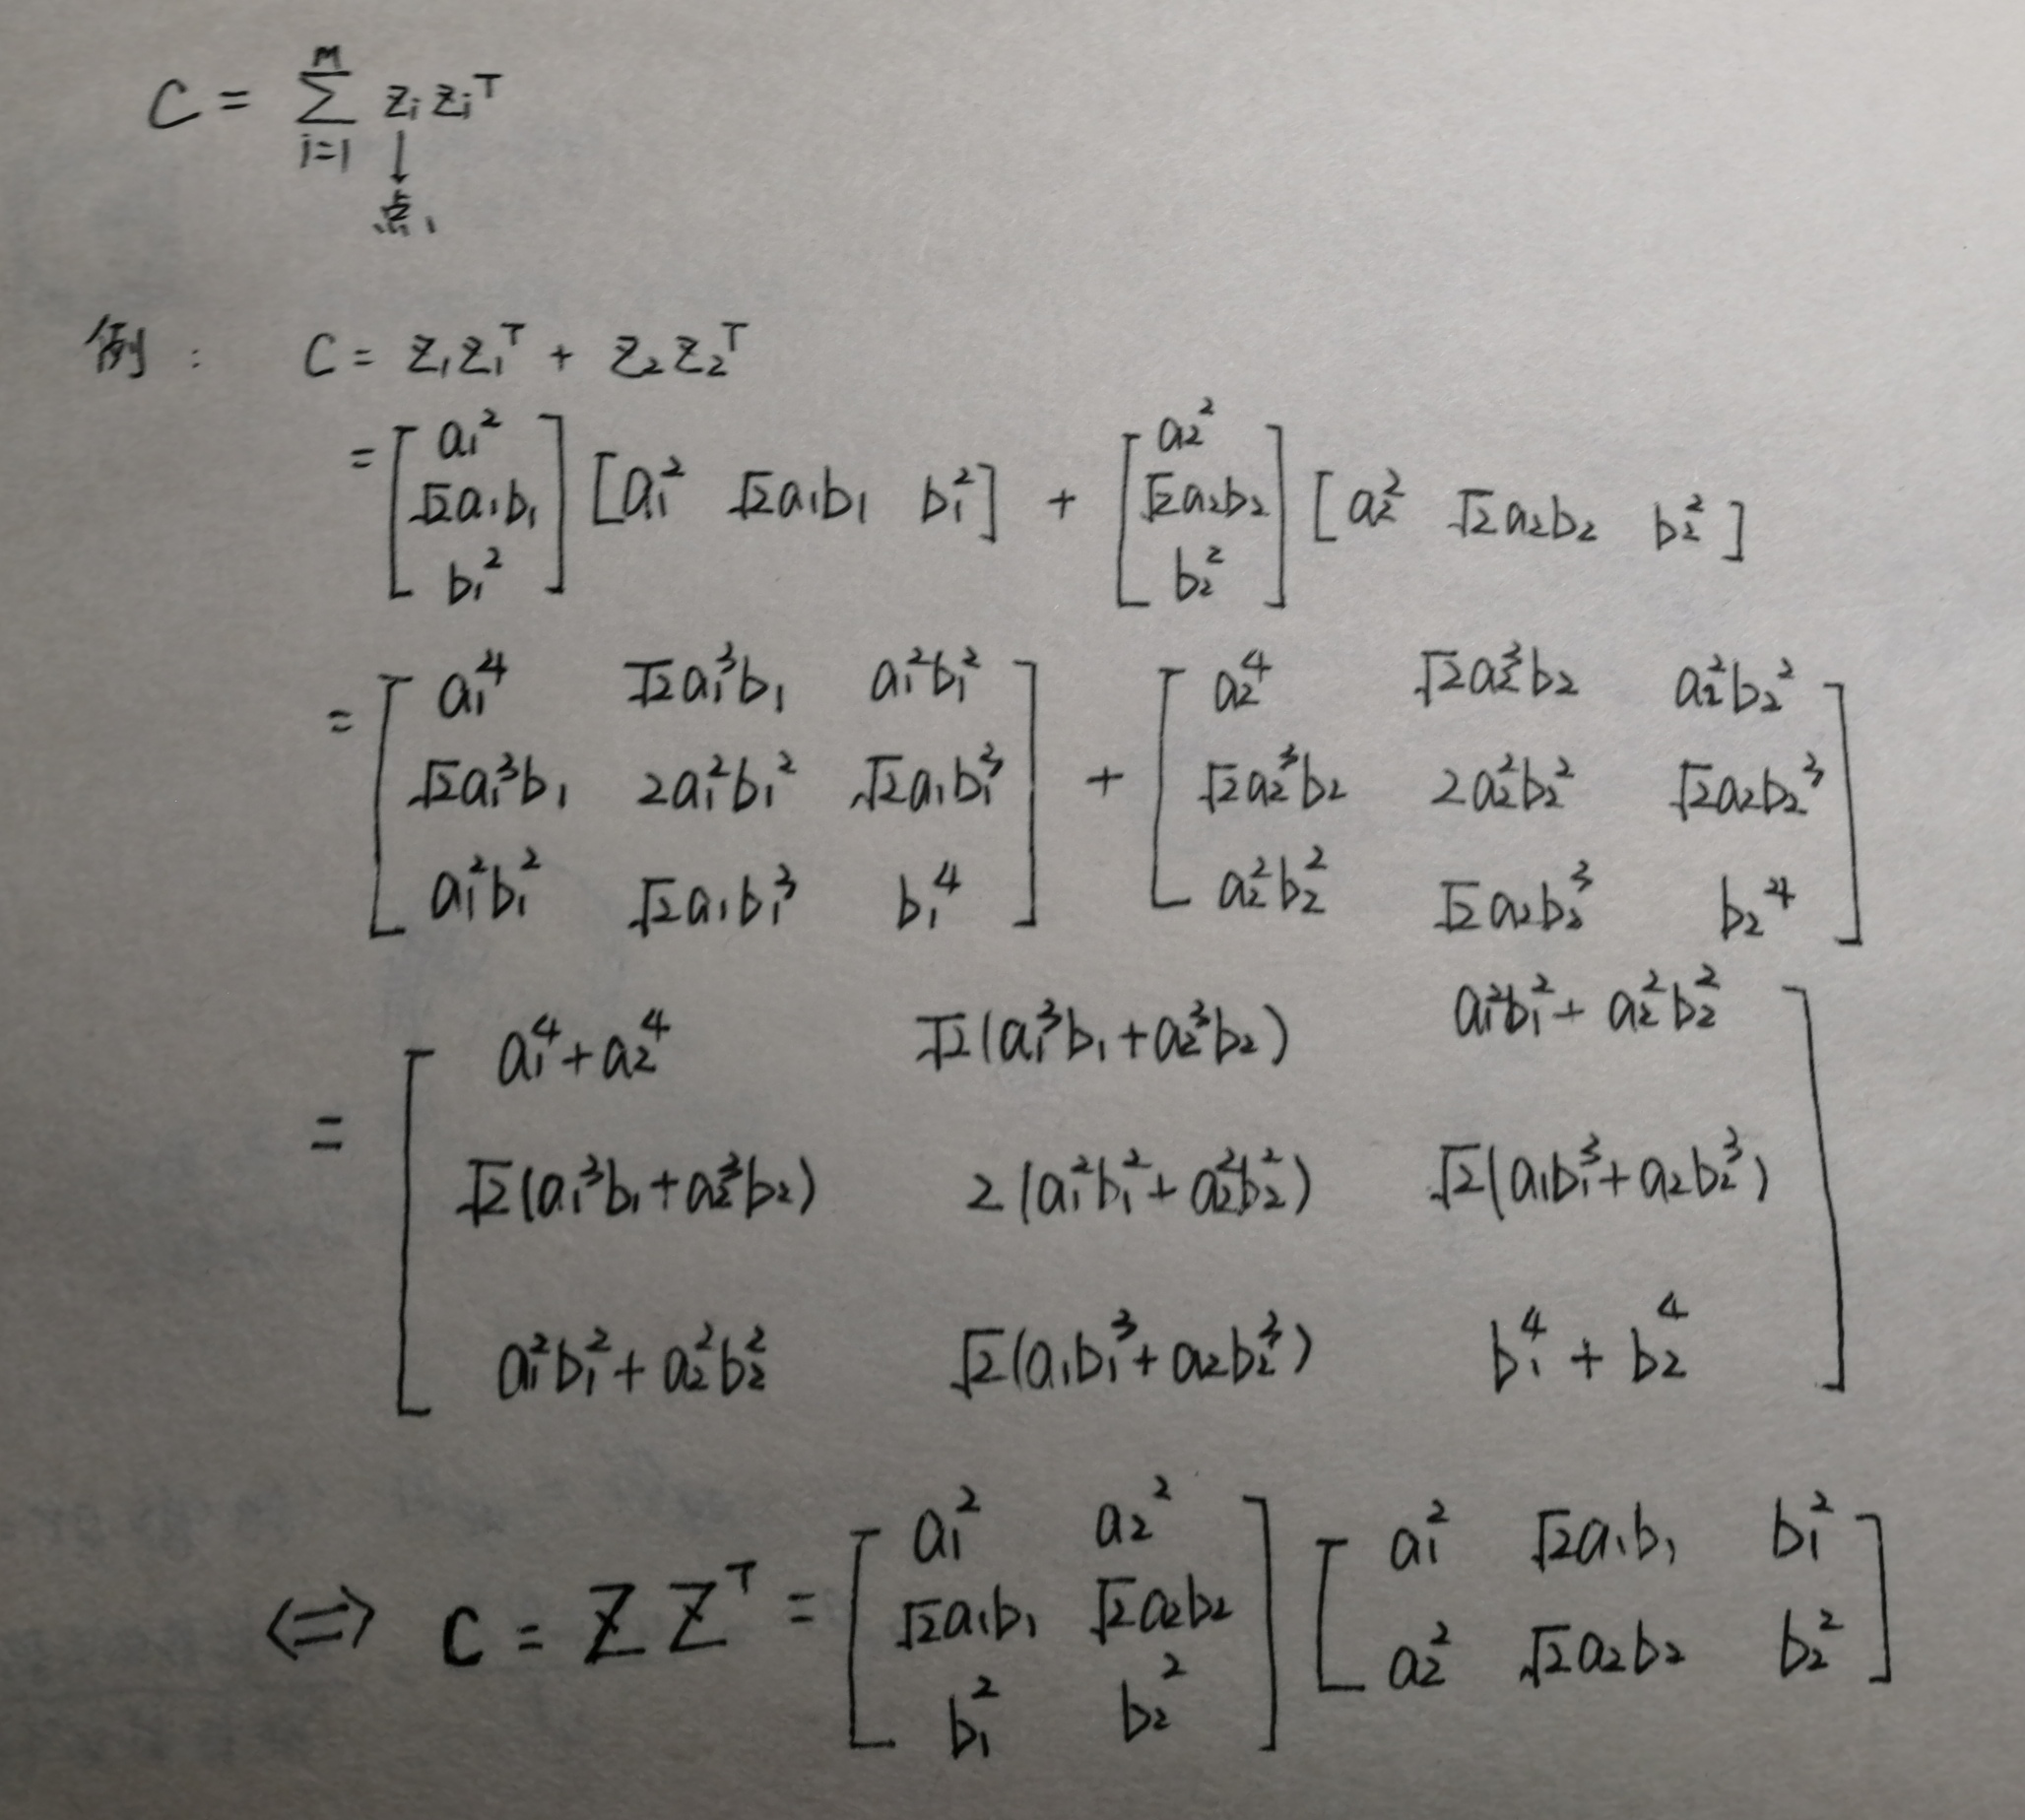 C = \sum_{i=1}^{m} z_i z_i^T
↓
点1
例: C = z_1 z_1^T + z_2 z_2^T
= \begin{bmatrix} a_1^2 \\ \sqrt{2}a_1b_1 \\ b_1^2 \end{bmatrix} [a_1^2 \quad \sqrt{2}a_1b_1 \quad b_1^2] + \begin{bmatrix} a_2^2 \\ \sqrt{2}a_2b_2 \\ b_2^2 \end{bmatrix} [a_2^2 \quad \sqrt{2}a_2b_2 \quad b_2^2]
= \begin{bmatrix} a_1^4 & \sqrt{2}a_1^3b_1 & a_1^2b_1^2 \\ \sqrt{2}a_1^3b_1 & 2a_1^2b_1^2 & \sqrt{2}a_1b_1^3 \\ a_1^2b_1^2 & \sqrt{2}a_1b_1^3 & b_1^4 \end{bmatrix} + \begin{bmatrix} a_2^4 & \sqrt{2}a_2^3b_2 & a_2^2b_2^2 \\ \sqrt{2}a_2^3b_2 & 2a_2^2b_2^2 & \sqrt{2}a_2b_2^3 \\ a_2^2b_2^2 & \sqrt{2}a_2b_2^3 & b_2^4 \end{bmatrix}
= \begin{bmatrix} a_1^4+a_2^4 & \sqrt{2}(a_1^3b_1+a_2^3b_2) & a_1^2b_1^2+a_2^2b_2^2 \\ \sqrt{2}(a_1^3b_1+a_2^3b_2) & 2(a_1^2b_1^2+a_2^2b_2^2) & \sqrt{2}(a_1b_1^3+a_2b_2^3) \\ a_1^2b_1^2+a_2^2b_2^2 & \sqrt{2}(a_1b_1^3+a_2b_2^3) & b_1^4+b_2^4 \end{bmatrix}
⟺ C = Z Z^T = \begin{bmatrix} a_1^2 & a_2^2 \\ \sqrt{2}a_1b_1 & \sqrt{2}a_2b_2 \\ b_1^2 & b_2^2 \end{bmatrix} \begin{bmatrix} a_1^2 & \sqrt{2}a_1b_1 & b_1^2 \\ a_2^2 & \sqrt{2}a_2b_2 & b_2^2 \end{bmatrix}